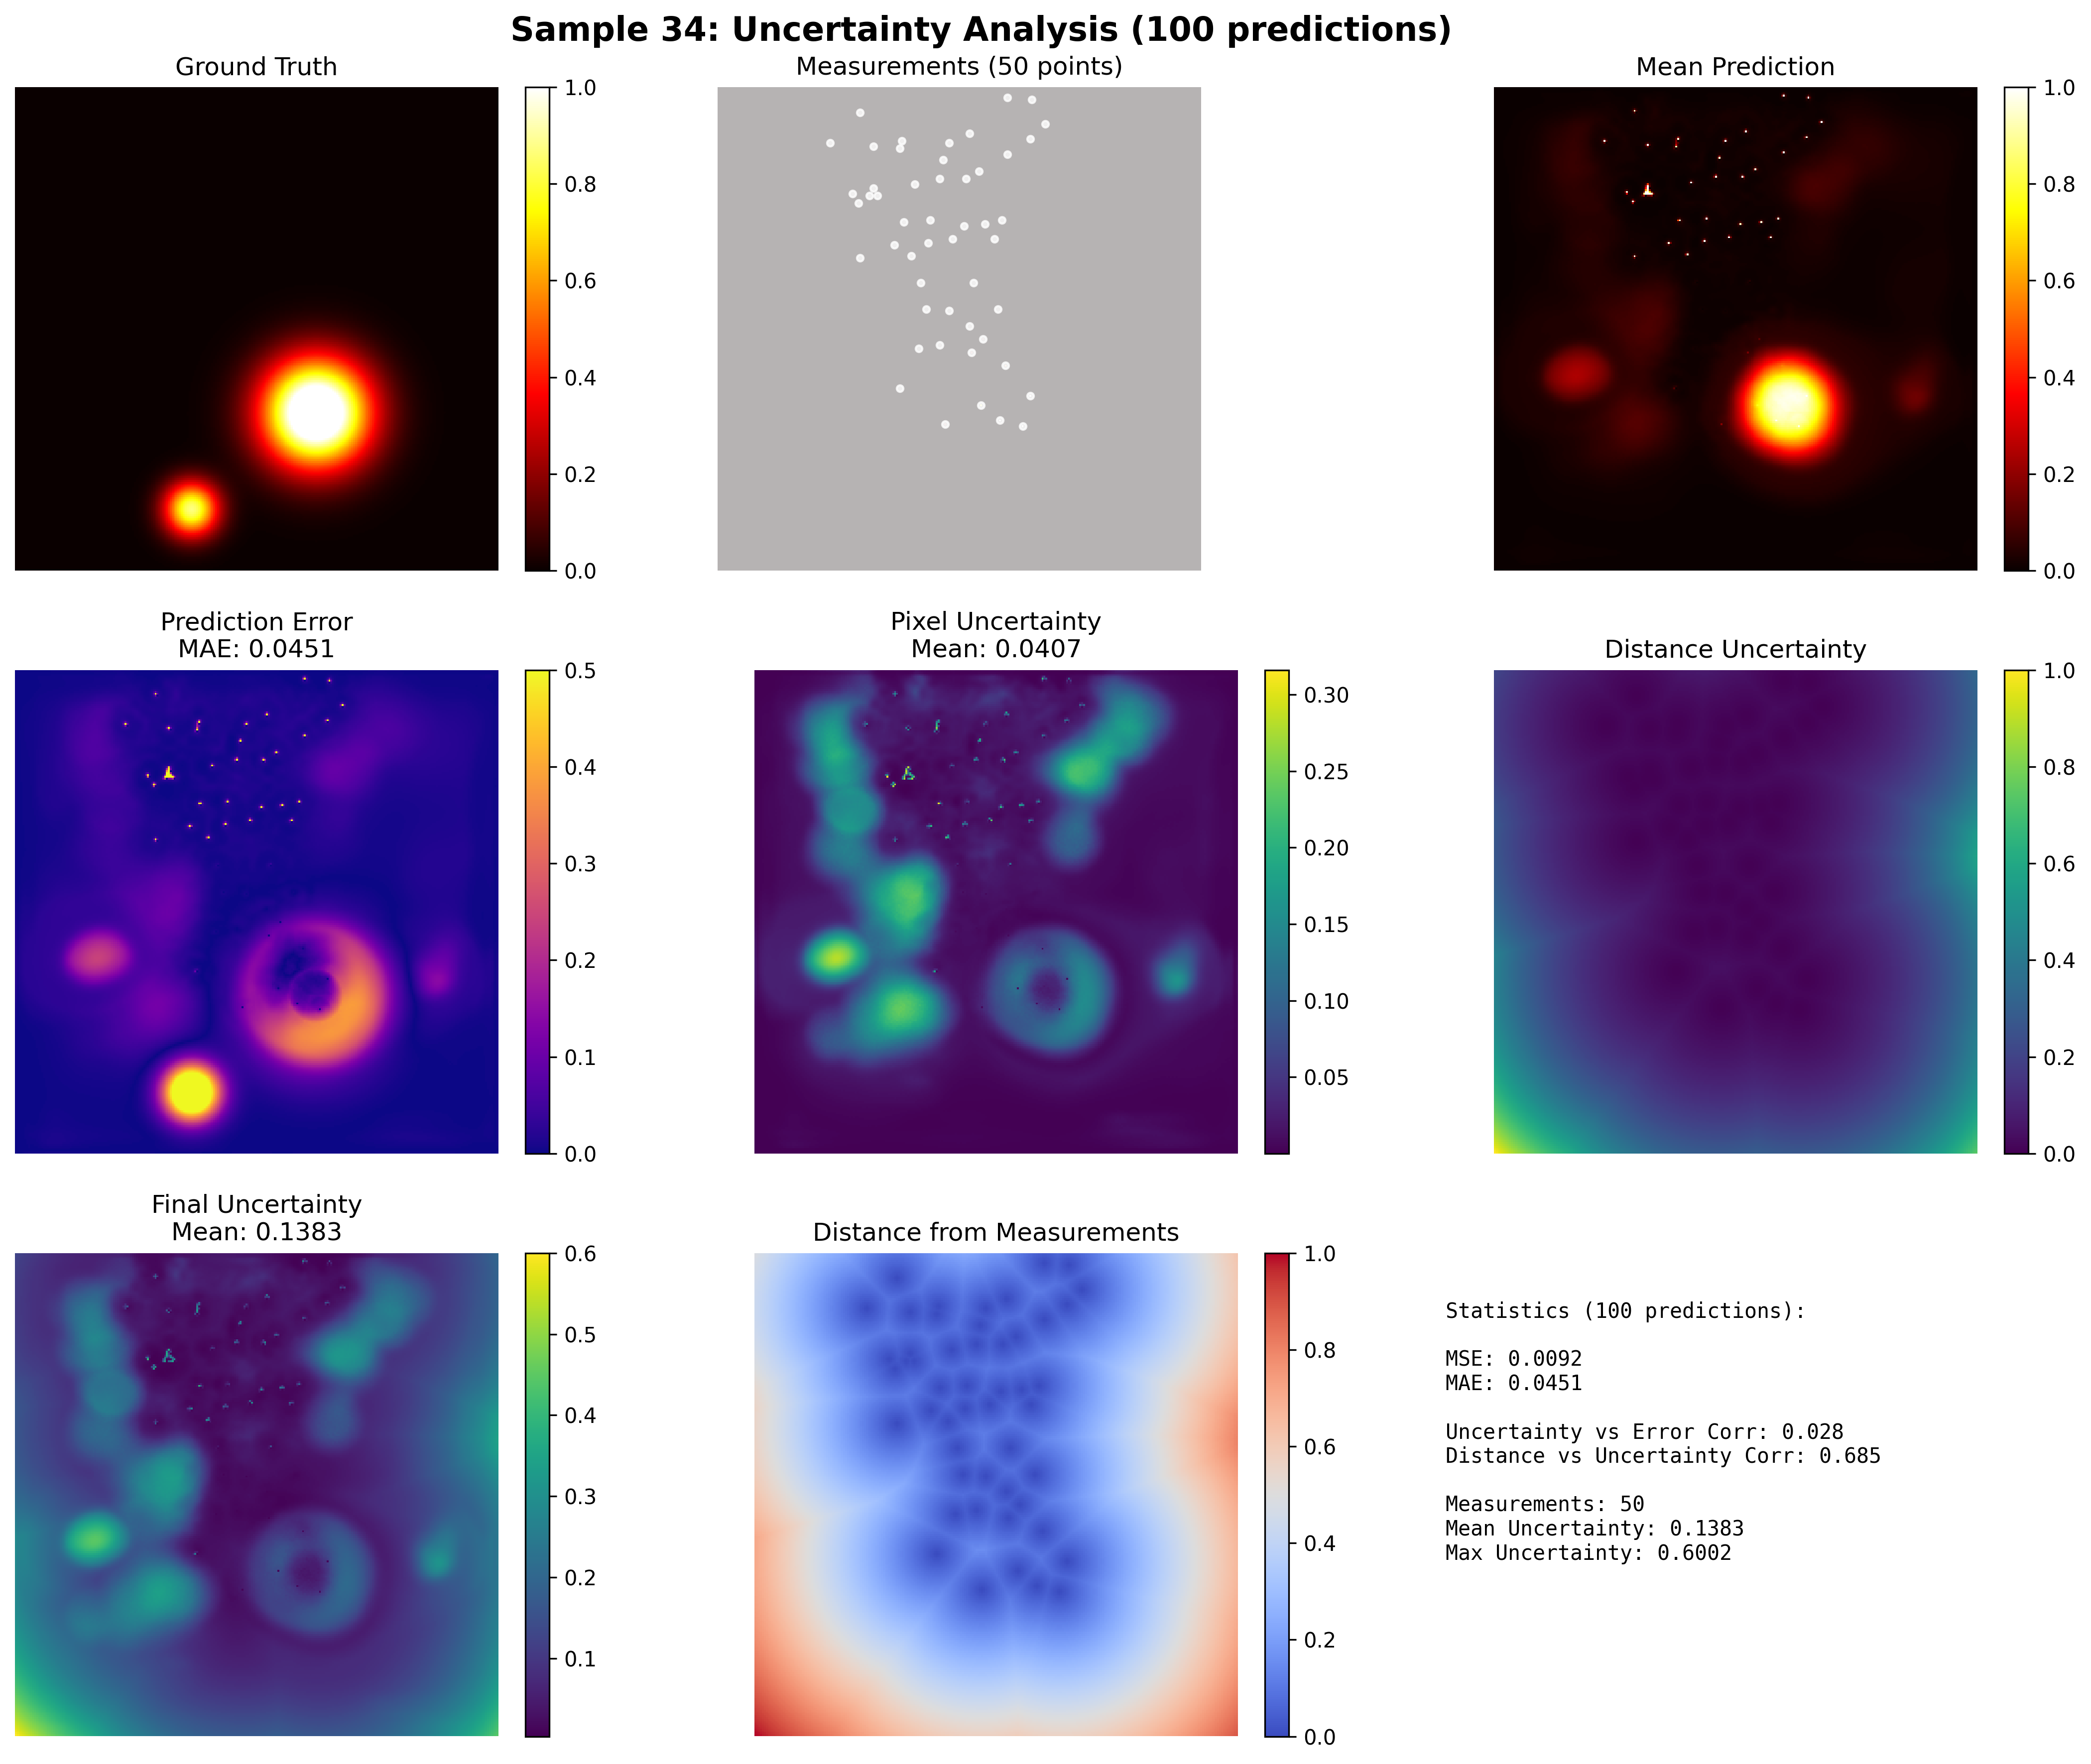 Sample 34: Uncertainty Analysis (100 predictions)
Ground Truth
1.0
0.8
0.6
0.4
0.2
0.0
Measurements (50 points)
Mean Prediction
1.0
0.8
0.6
0.4
0.2
0.0
Prediction Error
MAE: 0.0451
0.5
0.4
0.3
0.2
0.1
0.0
Pixel Uncertainty
Mean: 0.0407
0.30
0.25
0.20
0.15
0.10
0.05
Distance Uncertainty
1.0
0.8
0.6
0.4
0.2
0.0
Final Uncertainty
Mean: 0.1383
0.6
0.5
0.4
0.3
0.2
0.1
Distance from Measurements
1.0
0.8
0.6
0.4
0.2
0.0
Statistics (100 predictions):
MSE: 0.0092
MAE: 0.0451
Uncertainty vs Error Corr: 0.028
Distance vs Uncertainty Corr: 0.685
Measurements: 50
Mean Uncertainty: 0.1383
Max Uncertainty: 0.6002